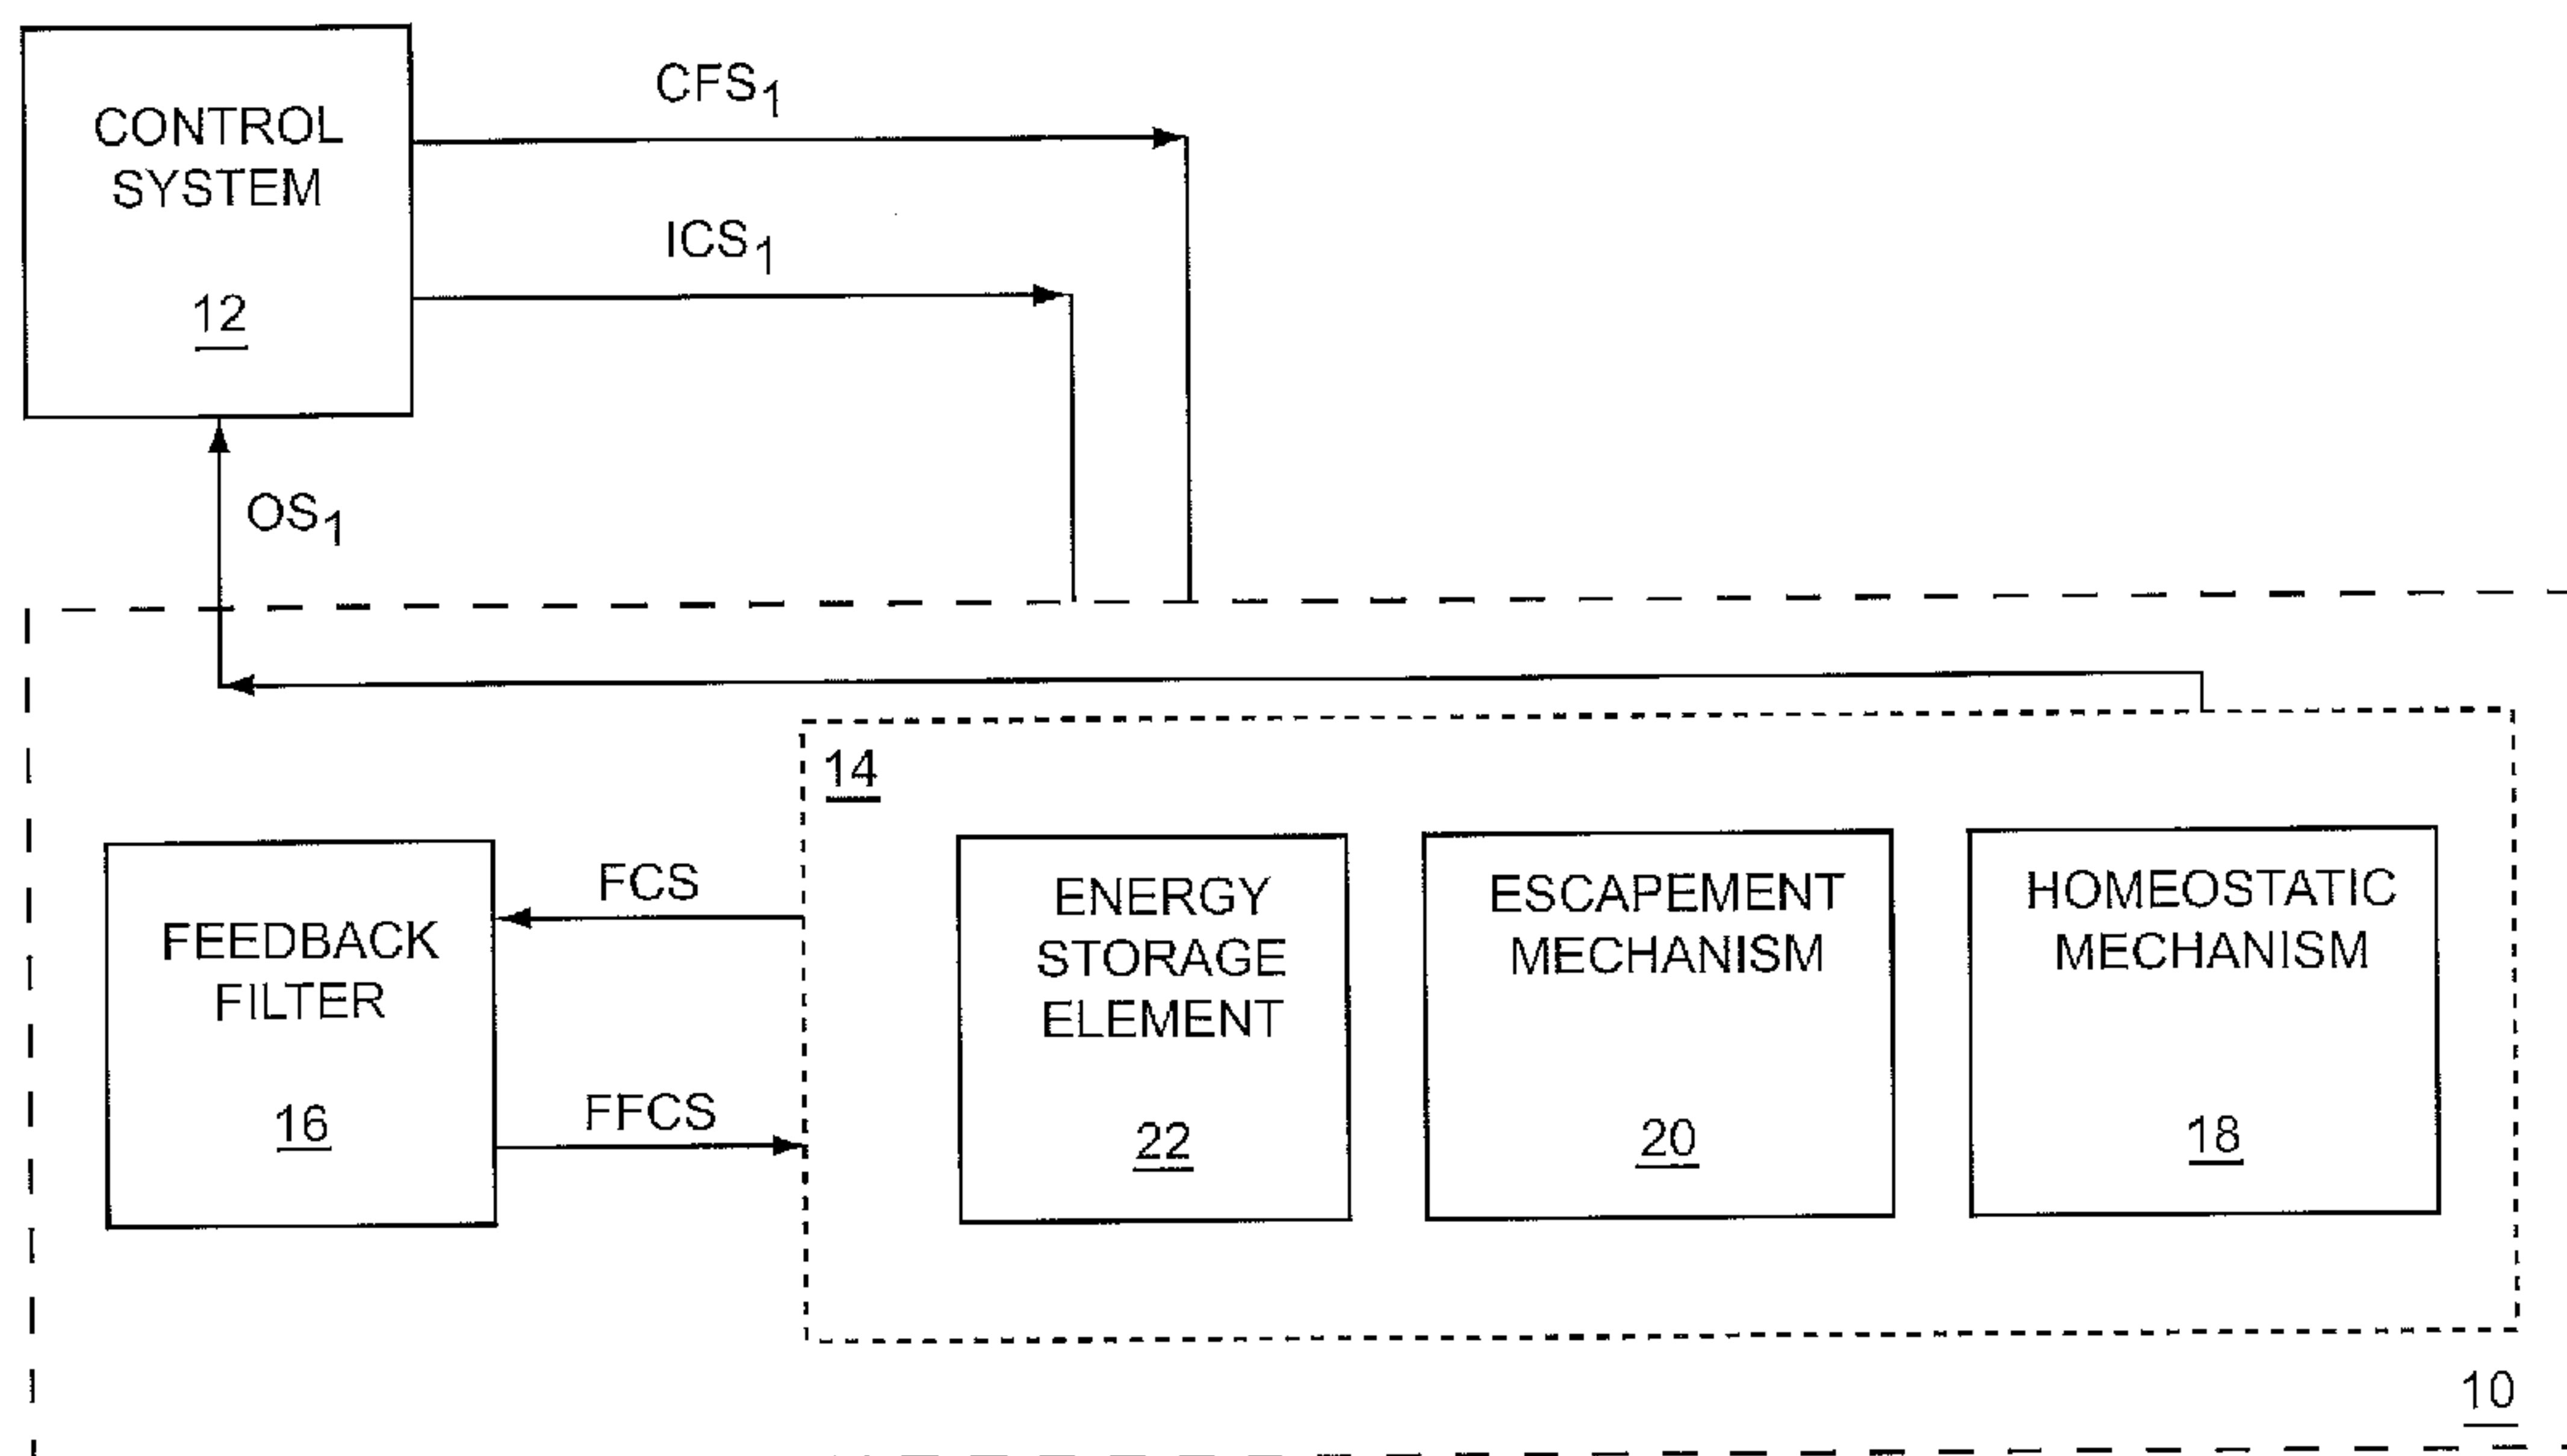 CONTROL
SYSTEM
12
CFS1
ICS1
OS1
14
FEEDBACK
FILTER
16
FCS
FFCS
ENERGY
STORAGE
ELEMENT
22
ESCAPEMENT
MECHANISM
20
HOMEOSTATIC
MECHANISM
18
10